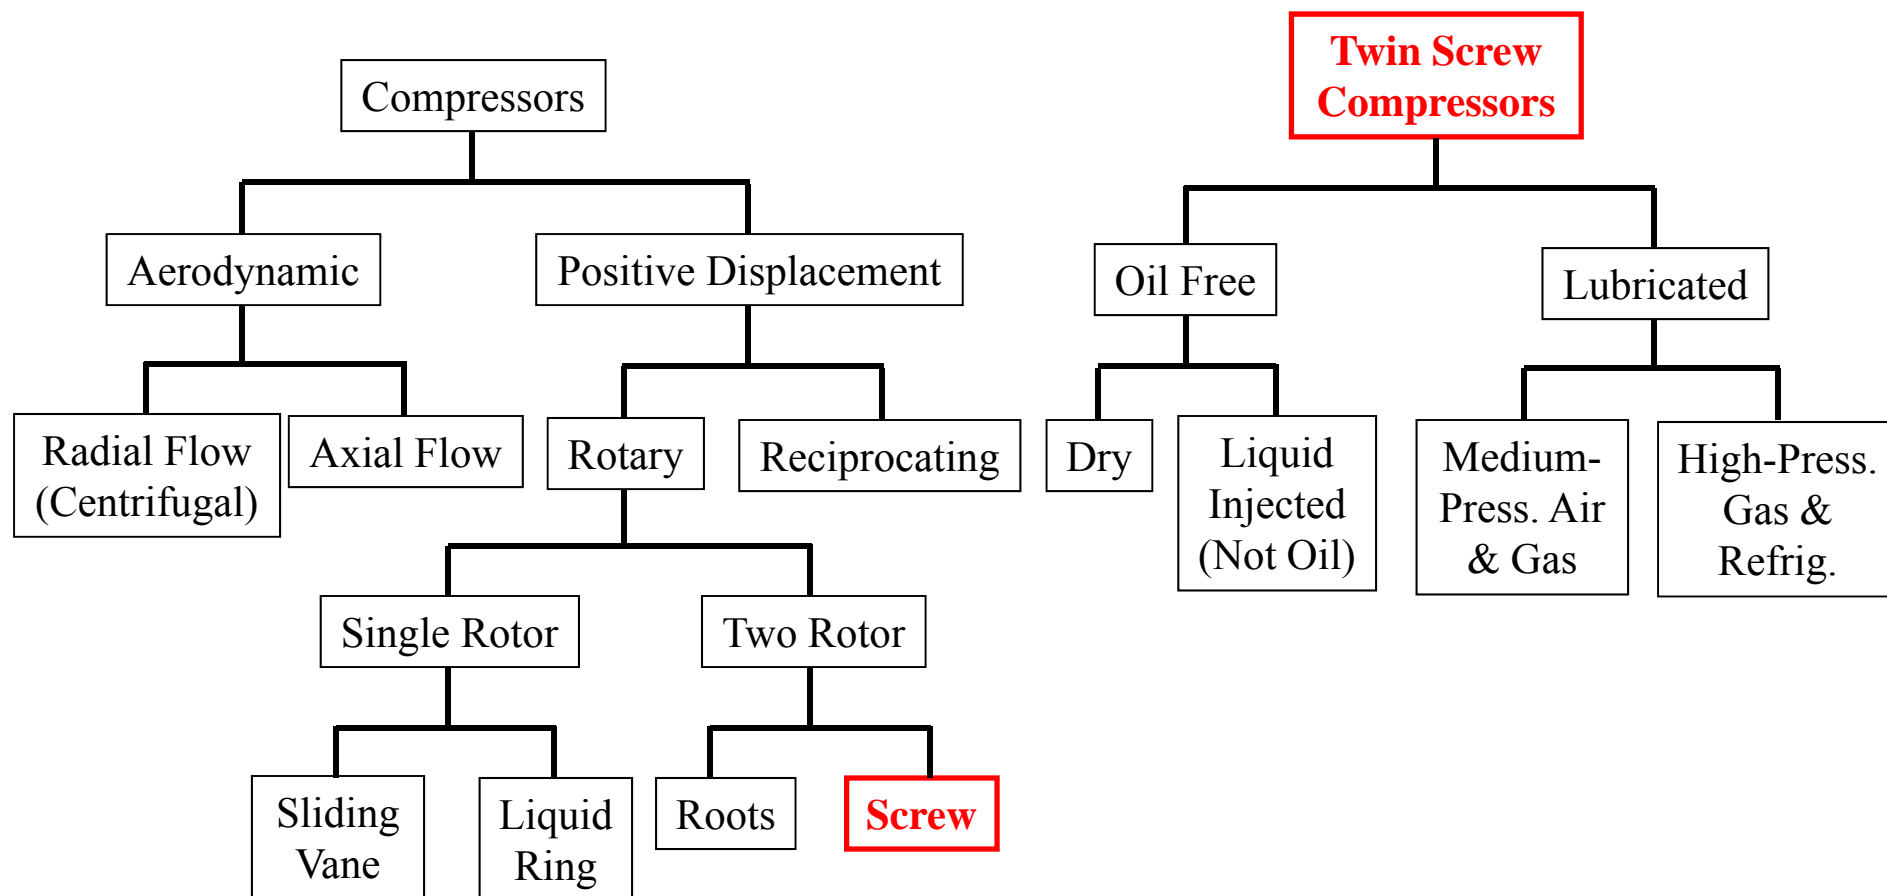 Compressors
Aerodynamic
Positive Displacement
Radial Flow
(Centrifugal)
Axial Flow
Rotary
Reciprocating
Single Rotor
Two Rotor
Sliding
Vane
Liquid
Ring
Roots
Screw
Twin Screw
Compressors
Oil Free
Lubricated
Dry
Liquid
Injected
(Not Oil)
Medium-
Press. Air
& Gas
High-Press.
Gas &
Refrig.